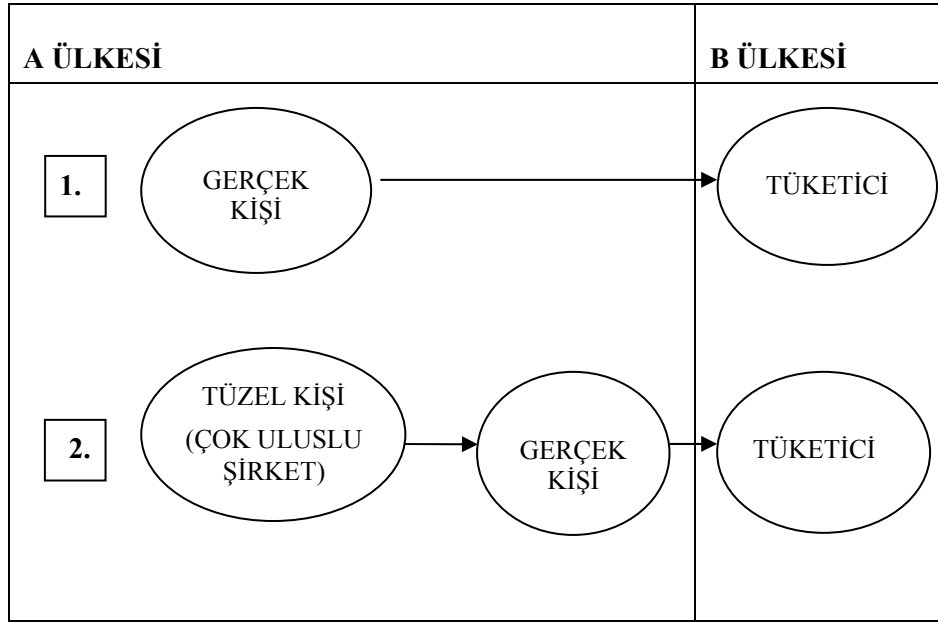 A ÜLKESİ
B ÜLKESİ
1.
GERÇEK
KİŞİ
TÜKETİCİ
2.
TÜZEL KİŞİ
(ÇOK ULUSLU
ŞİRKET)
GERÇEK
KİŞİ
TÜKETİCİ